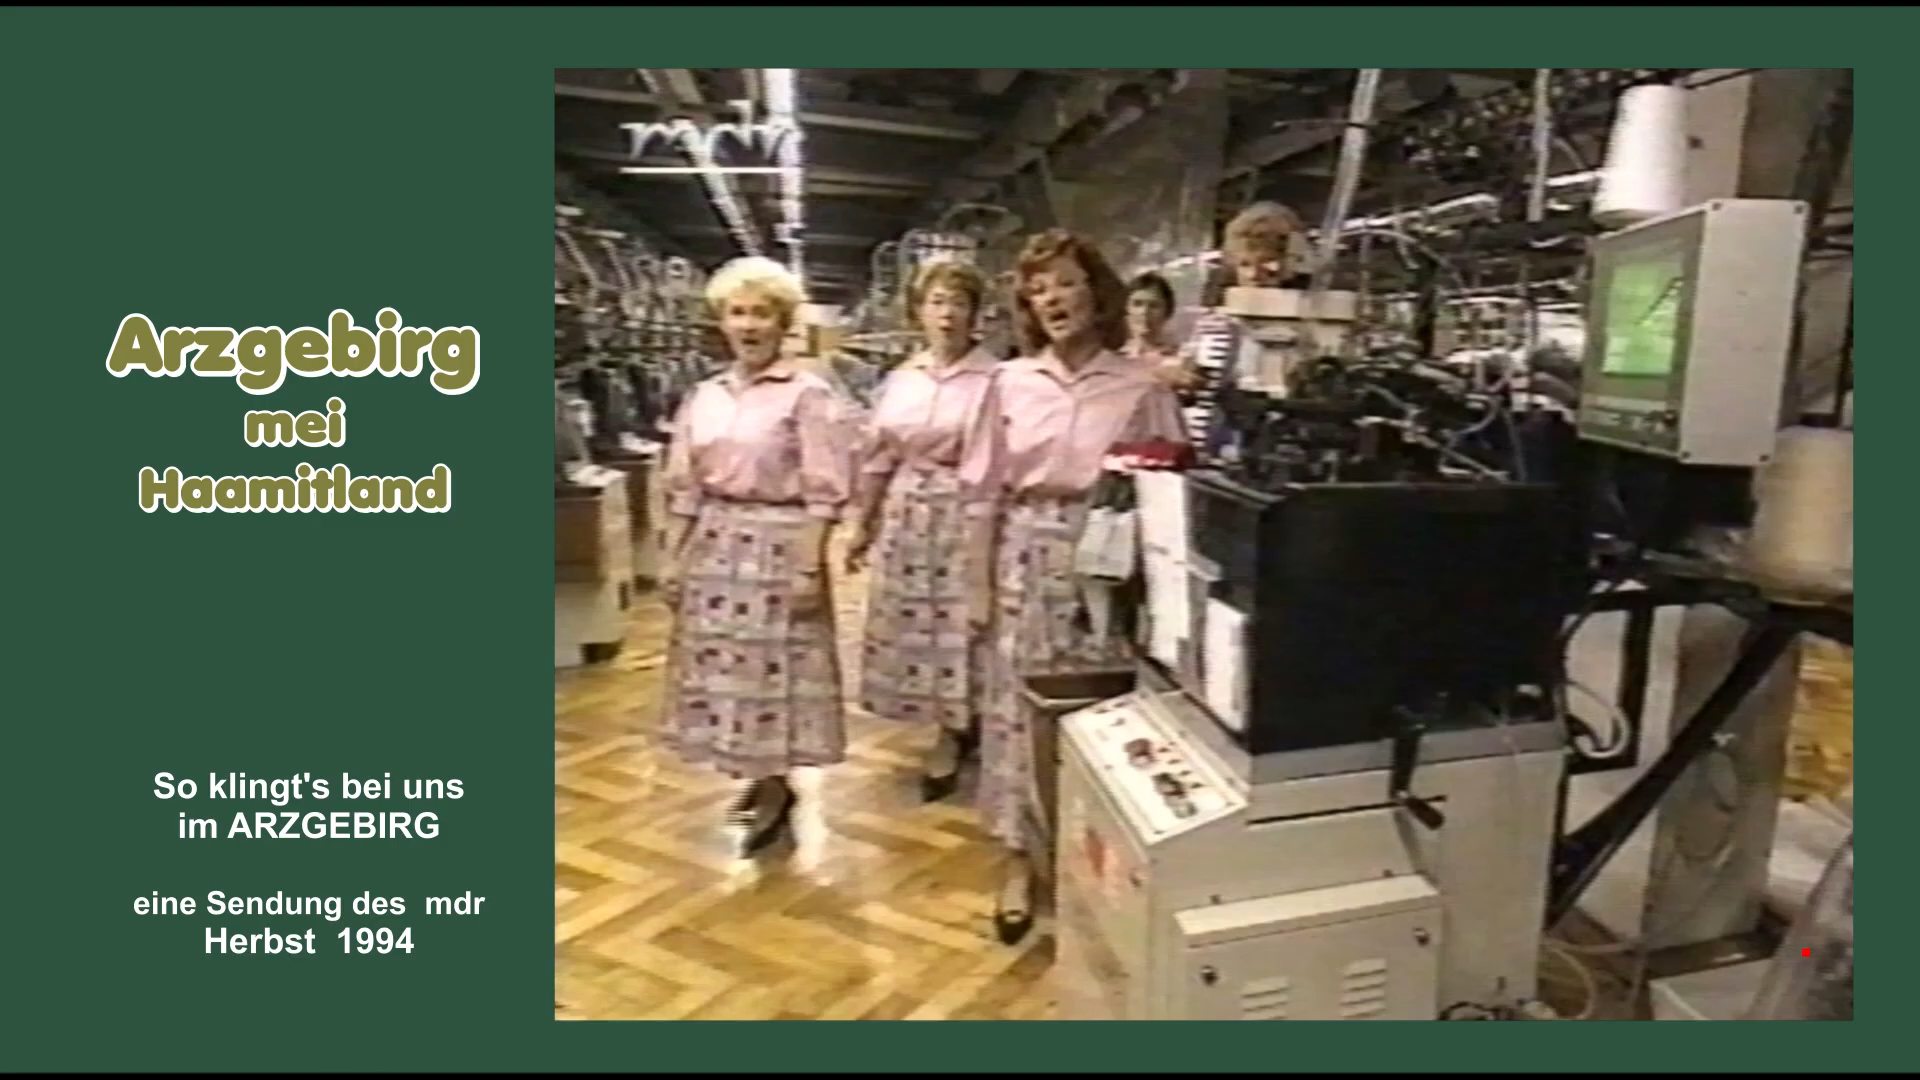 mdr
Arzgebirg
mei
Haamitland
So klingt's bei uns
im ARZGEBIRG
eine Sendung des  mdr
Herbst  1994